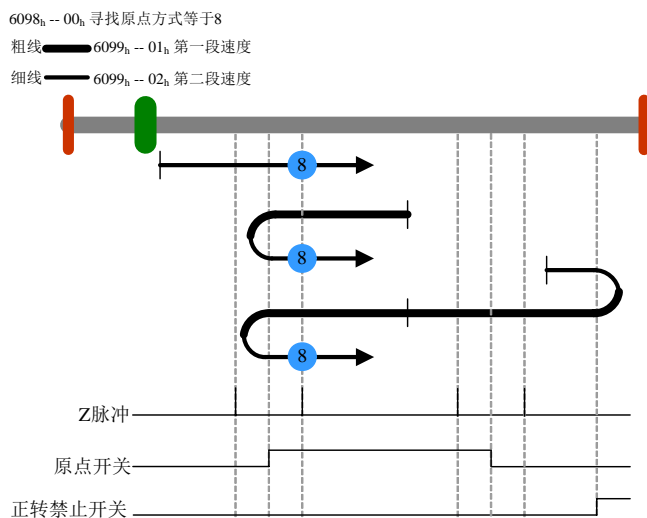 6098h -- 00h 寻找原点方式等于8
粗线 6099h -- 01h 第一段速度
细线 6099h -- 02h 第二段速度
8
8
8
Z脉冲
原点开关
正转禁止开关